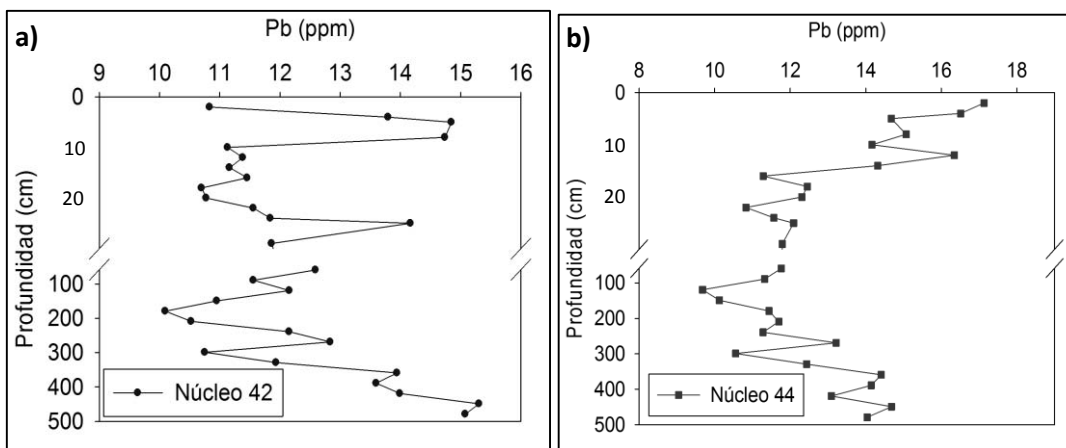 a)
Pb (ppm)
9 10 11 12 13 14 15 16
0
10
20
100
200
300
400
500
Profundidad (cm)
Núcleo 42
b)
Pb (ppm)
8 10 12 14 16 18
0
10
20
100
200
300
400
500
Profundidad (cm)
Núcleo 44